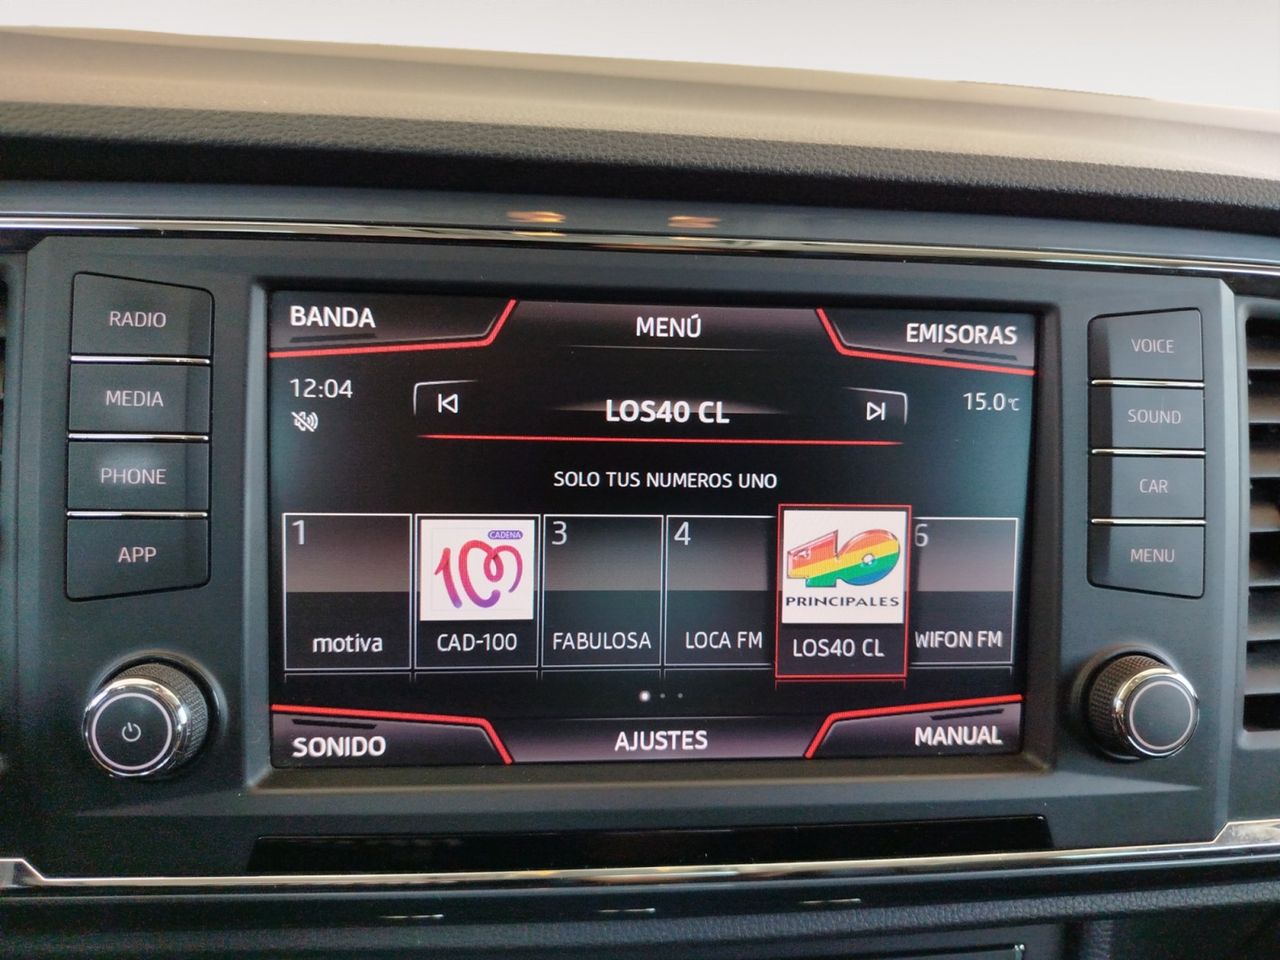 RADIO
MEDIA
PHONE
APP
BANDA
MENÚ
EMISORAS
12:04
LOS40 CL
15.0°C
SOLO TUS NUMEROS UNO
1
motiva
CADENA
100
CAD-100
3
FABULOSA
4
LOCA FM
40
PRINCIPALES
LOS40 CL
6
WIFON FM
SONIDO
AJUSTES
MANUAL
VOICE
SOUND
CAR
MENU